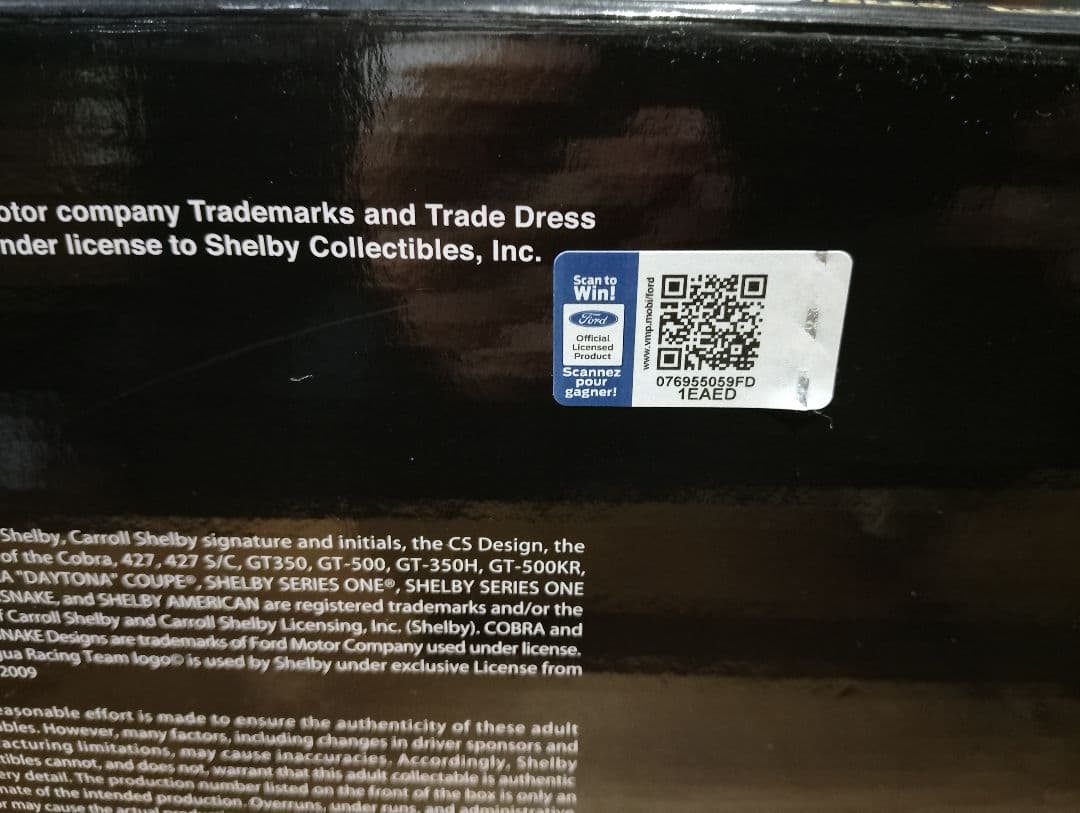 otor company Trademarks and Trade Dress
nder license to Shelby Collectibles, Inc.
Scan to
Win!
Ford
Official
Licensed
Product
Scannez
pour
gagner!
www.vmp.mobi/ford
076955059FD
1EAED
Shelby, Carroll Shelby signature and initials, the CS Design, the
of the Cobra, 427, 427 S/C, GT350, GT-500, GT-350H, GT-500KR,
A "DAYTONA" COUPE®, SHELBY SERIES ONE®, SHELBY SERIES ONE
SNAKE, and SHELBY AMERICAN are registered trademarks and/or the
f Carroll Shelby and Carroll Shelby Licensing, Inc. (Shelby). COBRA and
NAKE Designs are trademarks of Ford Motor Company used under license.
gua Racing Team logo© is used by Shelby under exclusive License from
2009
easonable effort is made to ensure the authenticity of these adult
bles. However, many factors, including changes in driver sponsors and
acturing limitations, may cause inaccuracies. Accordingly, Shelby
tibles cannot, and does not, warrant that this adult collectable is authentic
ery detail. The production number listed on the front of the box is only an
mate of the intended production. Overruns, under runs, and administrative
or may cause the actual